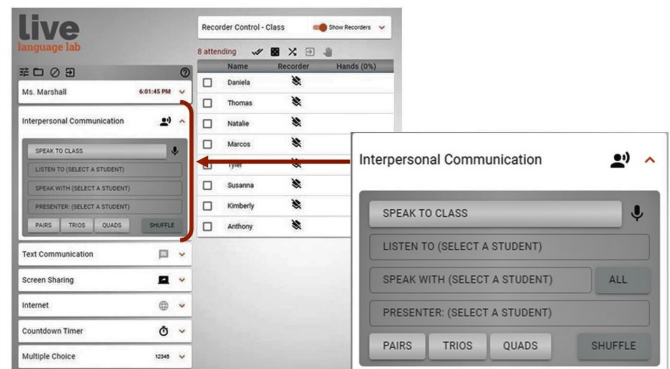 live
language lab
Ms. Marshall 6:01:45 PM
Interpersonal Communication
SPEAK TO CLASS
LISTEN TO (SELECT A STUDENT)
SPEAK WITH (SELECT A STUDENT)
PRESENTER: (SELECT A STUDENT)
PAIRS TRIOS QUADS SHUFFLE
Text Communication
Screen Sharing
Internet
Countdown Timer
Multiple Choice 12345
Recorder Control - Class Show Recorders
8 attending
Name Recorder Hands (0%)
Daniela
Thomas
Natalie
Marcos
Tyler
Susanna
Kimberly
Anthony
Interpersonal Communication
SPEAK TO CLASS
LISTEN TO (SELECT A STUDENT)
SPEAK WITH (SELECT A STUDENT) ALL
PRESENTER: (SELECT A STUDENT)
PAIRS TRIOS QUADS SHUFFLE